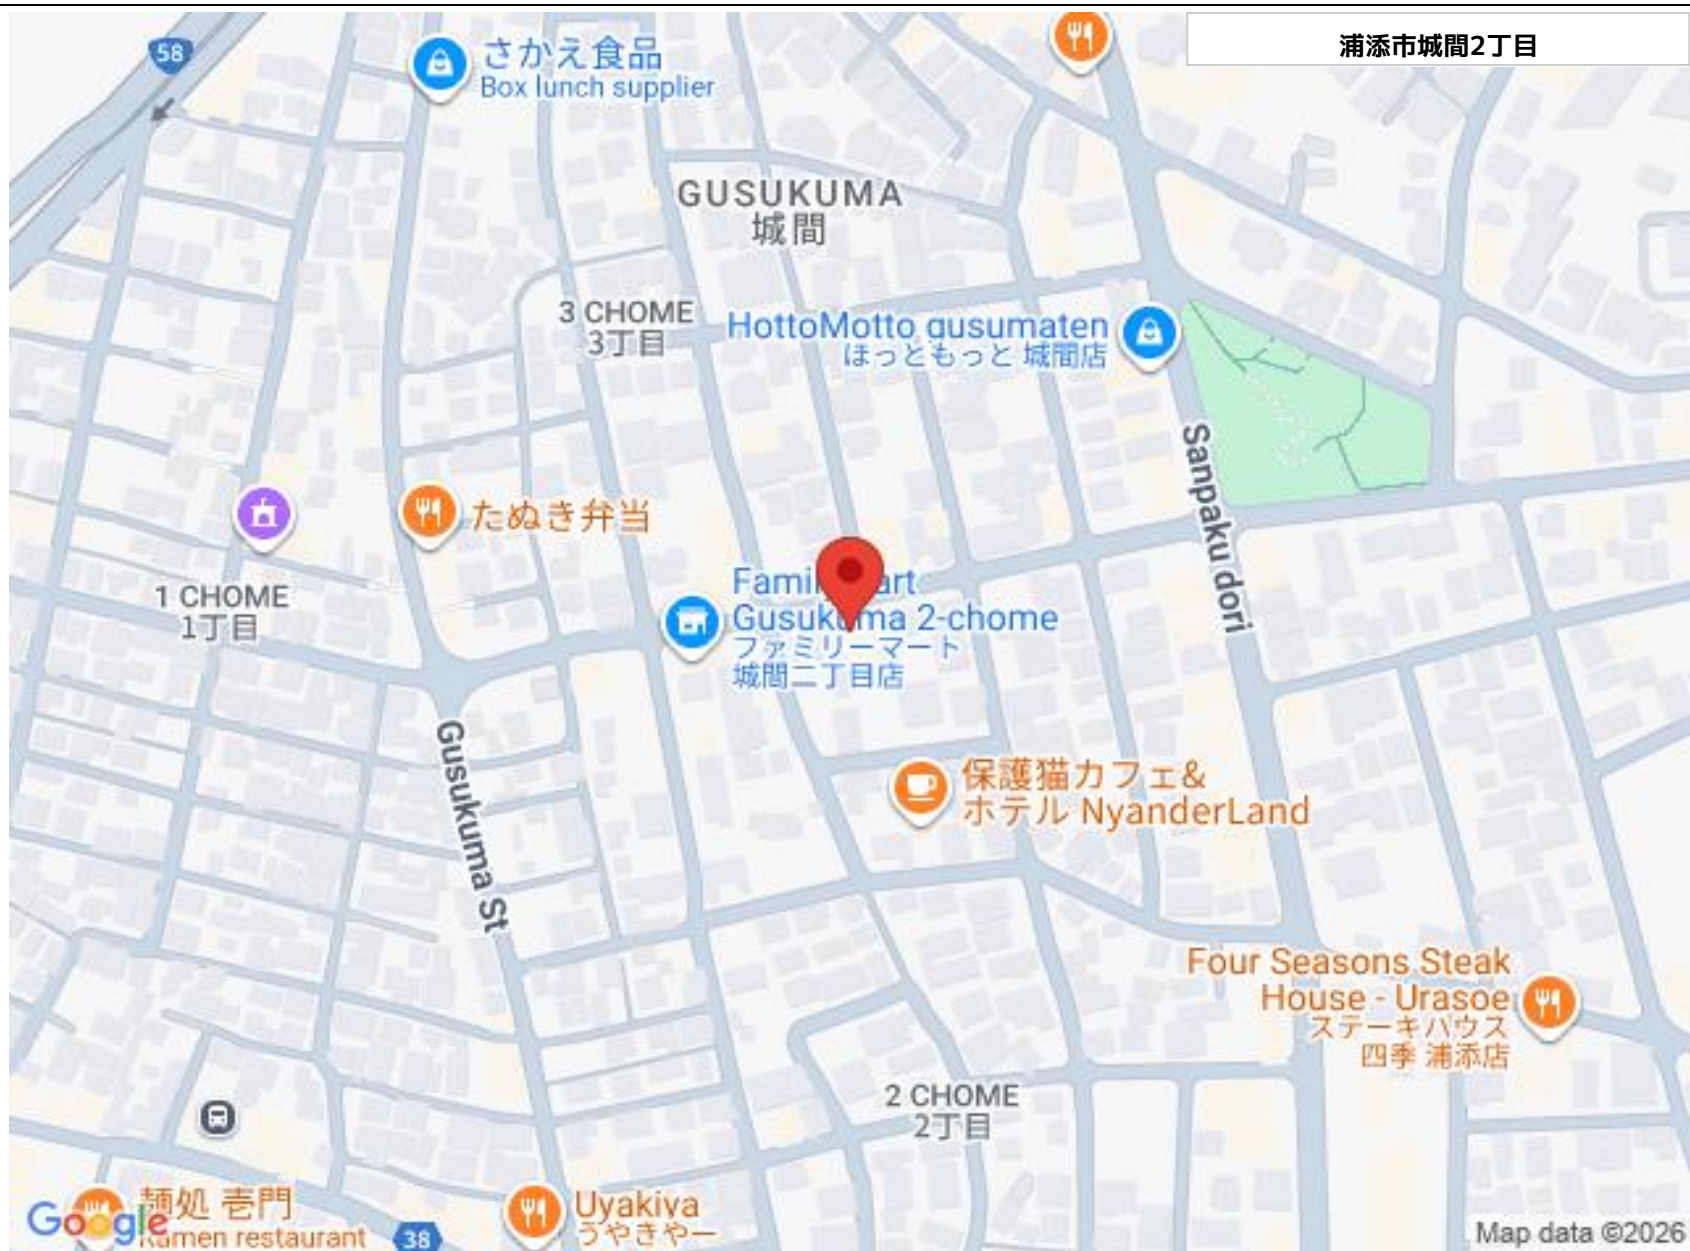 浦添市城間2丁目
58
さかえ食品
Box lunch supplier
GUSUKUMA
城間
3 CHOME
3丁目
HottoMotto gusumaten
ほっともっと 城間店
Sanpaku dori
たぬき弁当
1 CHOME
1丁目
Gusukuma 2-chome
ファミリーマート
城間二丁目店
Gusukuma St
保護猫カフェ&
ホテル NyanderLand
Four Seasons Steak
House - Urasoe
ステーキハウス
四季 浦添店
2 CHOME
2丁目
麺処 壱門
Ramen restaurant
38
Uyakiya
うやきやー
Google
Map data ©2026